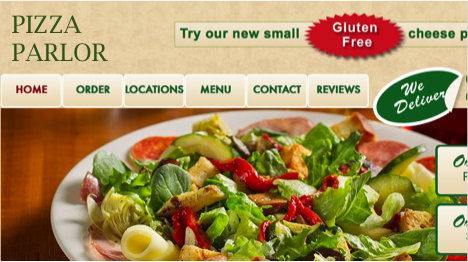 PIZZA
PARLOR
Try our new small Gluten Free cheese
HOME ORDER LOCATIONS MENU CONTACT REVIEWS
We
Deliver